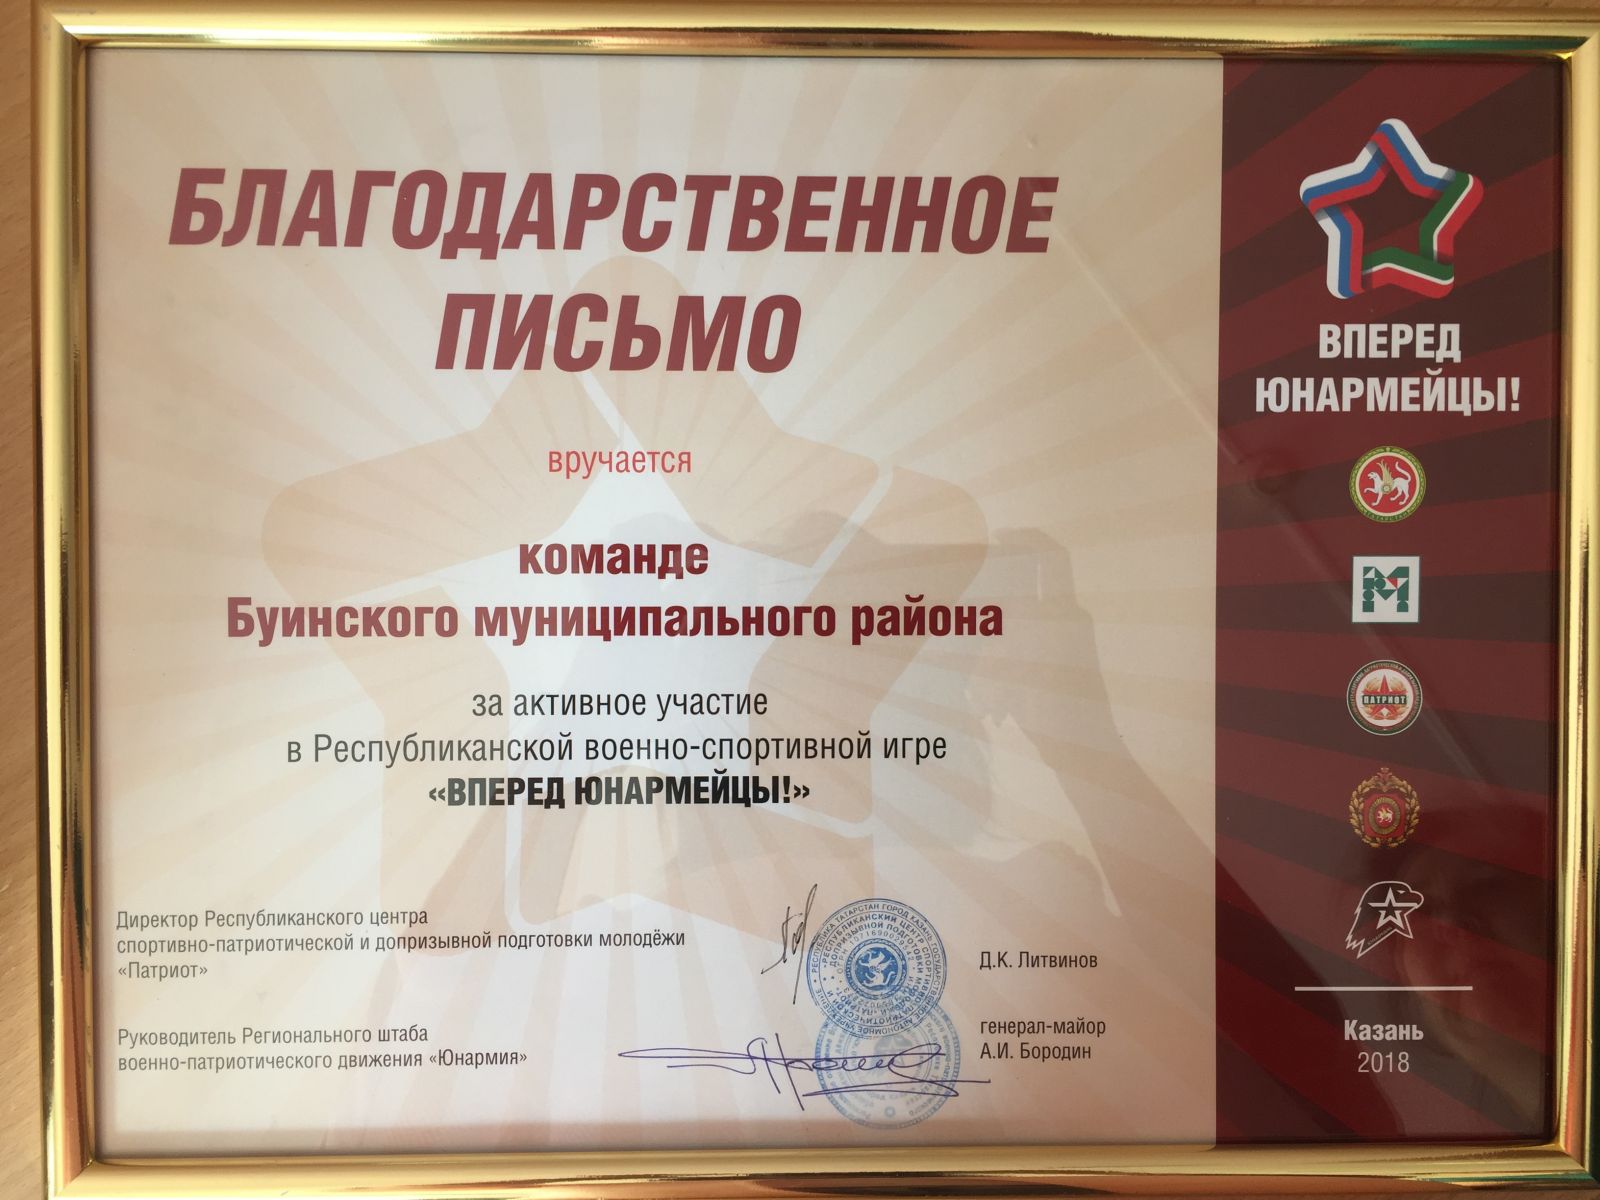 БЛАГОДАРСТВЕННОЕ
ПИСЬМО
вручается
команде
Буинского муниципального района
за активное участие
в Республиканской военно-спортивной игре
«ВПЕРЕД ЮНАРМЕЙЦЫ!»
Директор Республиканского центра
спортивно-патриотической и допризывной подготовки молодёжи
«Патриот»
Д.К. Литвинов
Руководитель Регионального штаба
военно-патриотического движения «Юнармия»
генерал-майор
А.И. Бородин
ВПЕРЕД
ЮНАРМЕЙЦЫ!
ТАТАРСТАН
М
ПАТРИОТ
Казань
2018